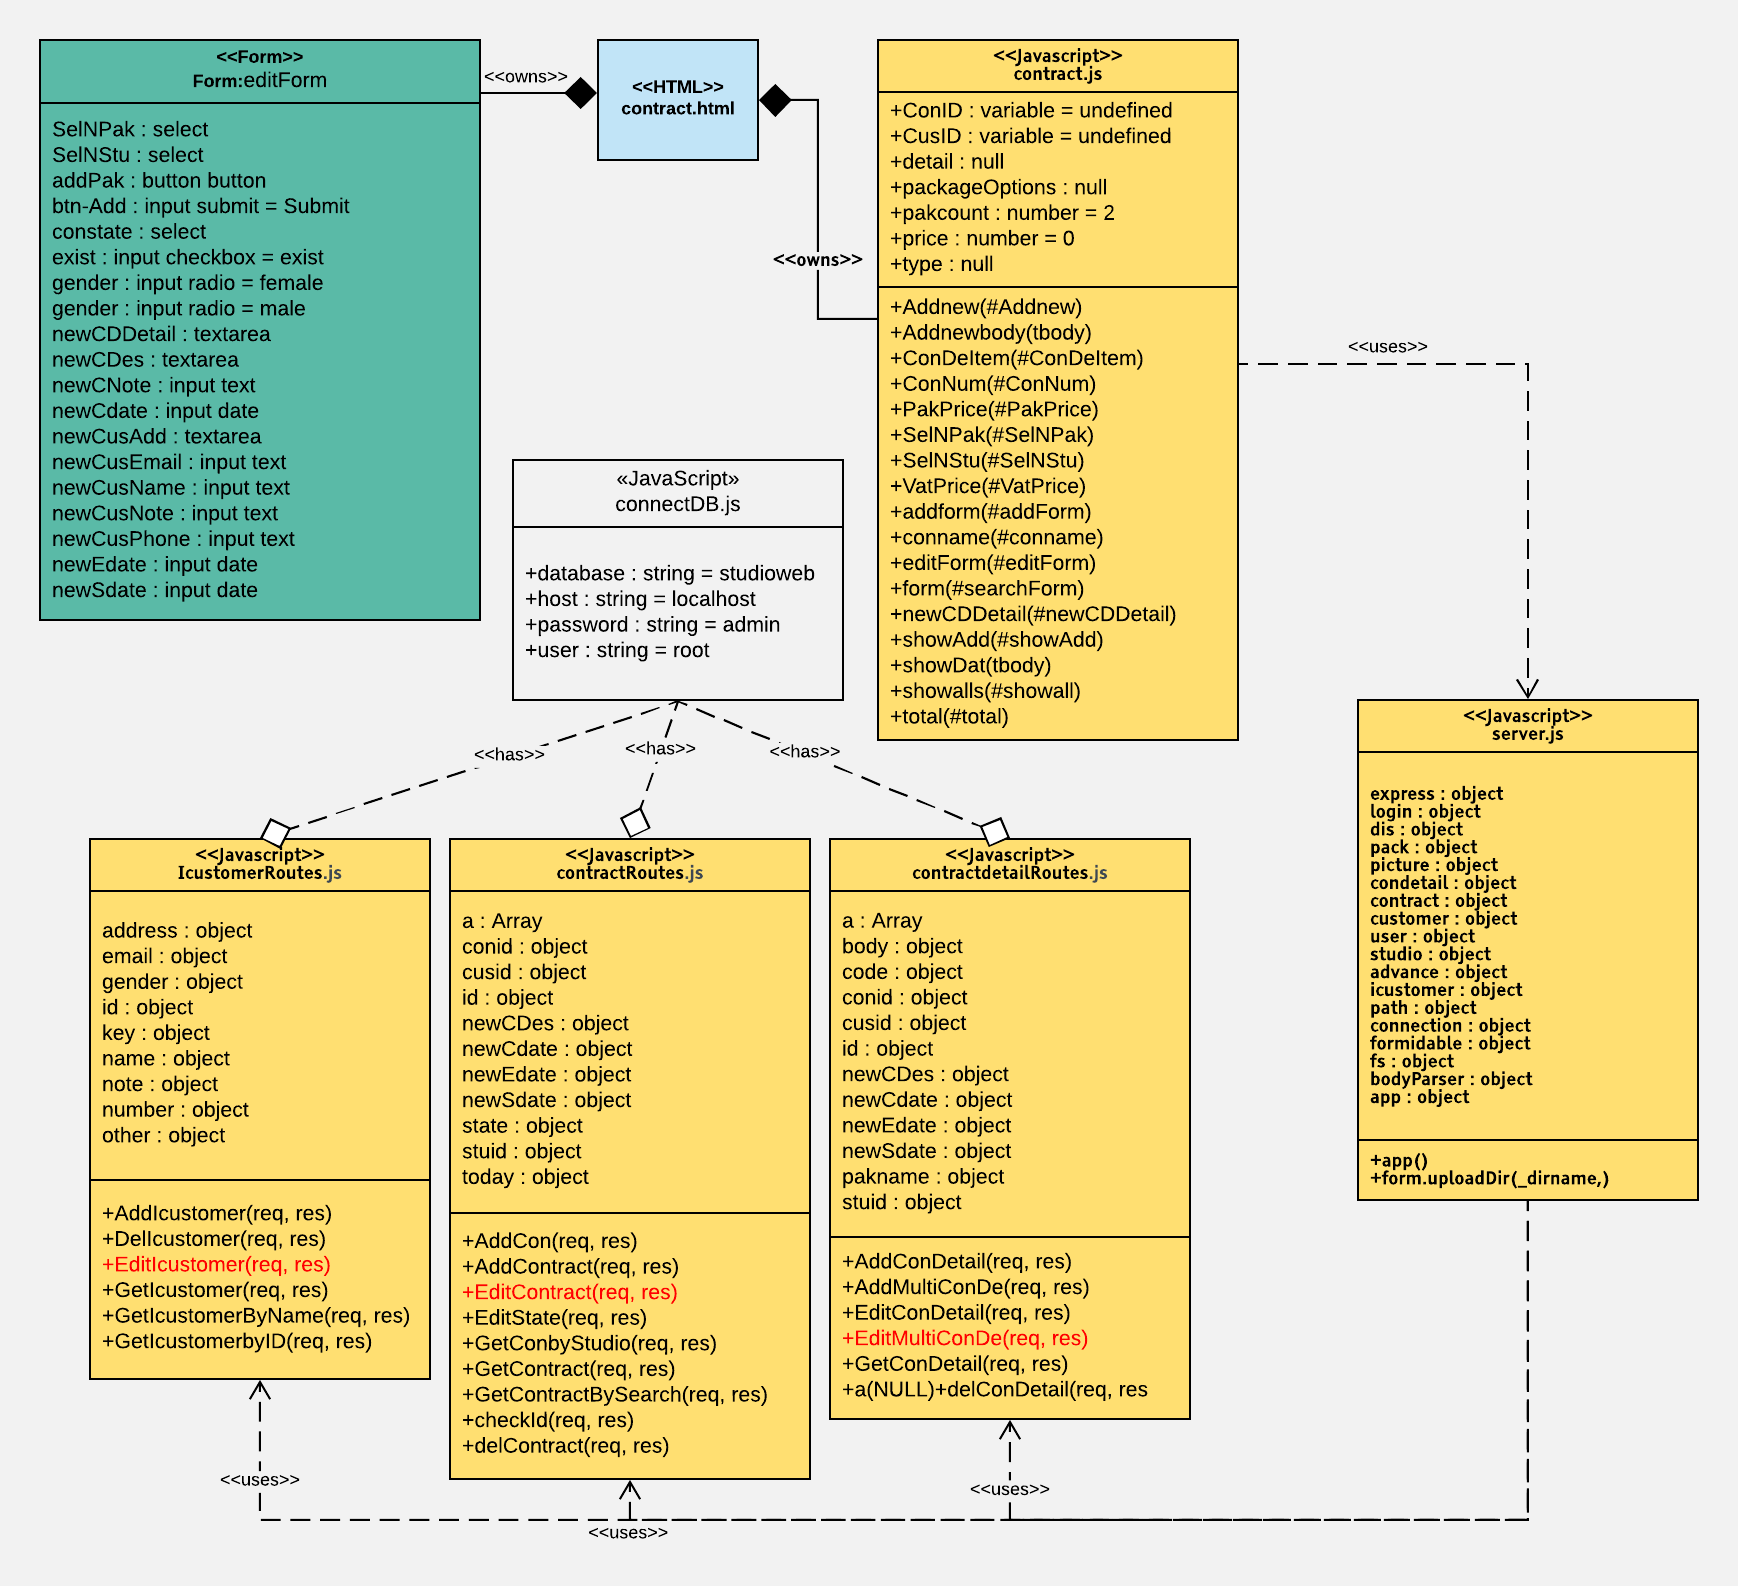 <<Form>>
Form:editForm
SelNPak : select
SelNStu : select
addPak : button button
btn-Add : input submit = Submit
constate : select
exist : input checkbox = exist
gender : input radio = female
gender : input radio = male
newCDDetail : textarea
newCDes : textarea
newCNote : input text
newCdate : input date
newCusAdd : textarea
newCusEmail : input text
newCusName : input text
newCusNote : input text
newCusPhone : input text
newEdate : input date
newSdate : input date
<<owns>>
<<HTML>>
contract.html
<<owns>>
<<Javascript>>
contract.js
+ConID : variable = undefined
+CusID : variable = undefined
+detail : null
+packageOptions : null
+pakcount : number = 2
+price : number = 0
+type : null
+Addnew(#Addnew)
+Addnewbody(tbody)
+ConDeItem(#ConDeItem)
+ConNum(#ConNum)
+PakPrice(#PakPrice)
+SelNPak(#SelNPak)
+SelNStu(#SelNStu)
+VatPrice(#VatPrice)
+addform(#addForm)
+conname(#conname)
+editForm(#editForm)
+form(#searchForm)
+newCDDetail(#newCDDetail)
+showAdd(#showAdd)
+showDat(tbody)
+showalls(#showall)
+total(#total)
<<uses>>
«JavaScript»
connectDB.js
+database : string = studioweb
+host : string = localhost
+password : string = admin
+user : string = root
<<has>>
<<has>>
<<has>>
<<Javascript>>
server.js
express : object
login : object
dis : object
pack : object
picture : object
condetail : object
contract : object
customer : object
user : object
studio : object
advance : object
icustomer : object
path : object
connection : object
formidable : object
fs : object
bodyParser : object
app : object
+app()
+form.uploadDir(_dirname,)
<<Javascript>>
IcustomerRoutes.js
address : object
email : object
gender : object
id : object
key : object
name : object
note : object
number : object
other : object
+AddIcustomer(req, res)
+DelIcustomer(req, res)
+EditIcustomer(req, res)
+GetIcustomer(req, res)
+GetIcustomerByName(req, res)
+GetIcustomerbyID(req, res)
<<Javascript>>
contractRoutes.js
a : Array
conid : object
cusid : object
id : object
newCDes : object
newCdate : object
newEdate : object
newSdate : object
state : object
stuid : object
today : object
+AddCon(req, res)
+AddContract(req, res)
+EditContract(req, res)
+EditState(req, res)
+GetConbyStudio(req, res)
+GetContract(req, res)
+GetContractBySearch(req, res)
+checkId(req, res)
+delContract(req, res)
<<Javascript>>
contractdetailRoutes.js
a : Array
body : object
code : object
conid : object
cusid : object
id : object
newCDes : object
newCdate : object
newEdate : object
newSdate : object
pakname : object
stuid : object
+AddConDetail(req, res)
+AddMultiConDe(req, res)
+EditConDetail(req, res)
+EditMultiConDe(req, res)
+GetConDetail(req, res)
+a(NULL)+delConDetail(req, res
<<uses>>
<<uses>>
<<uses>>